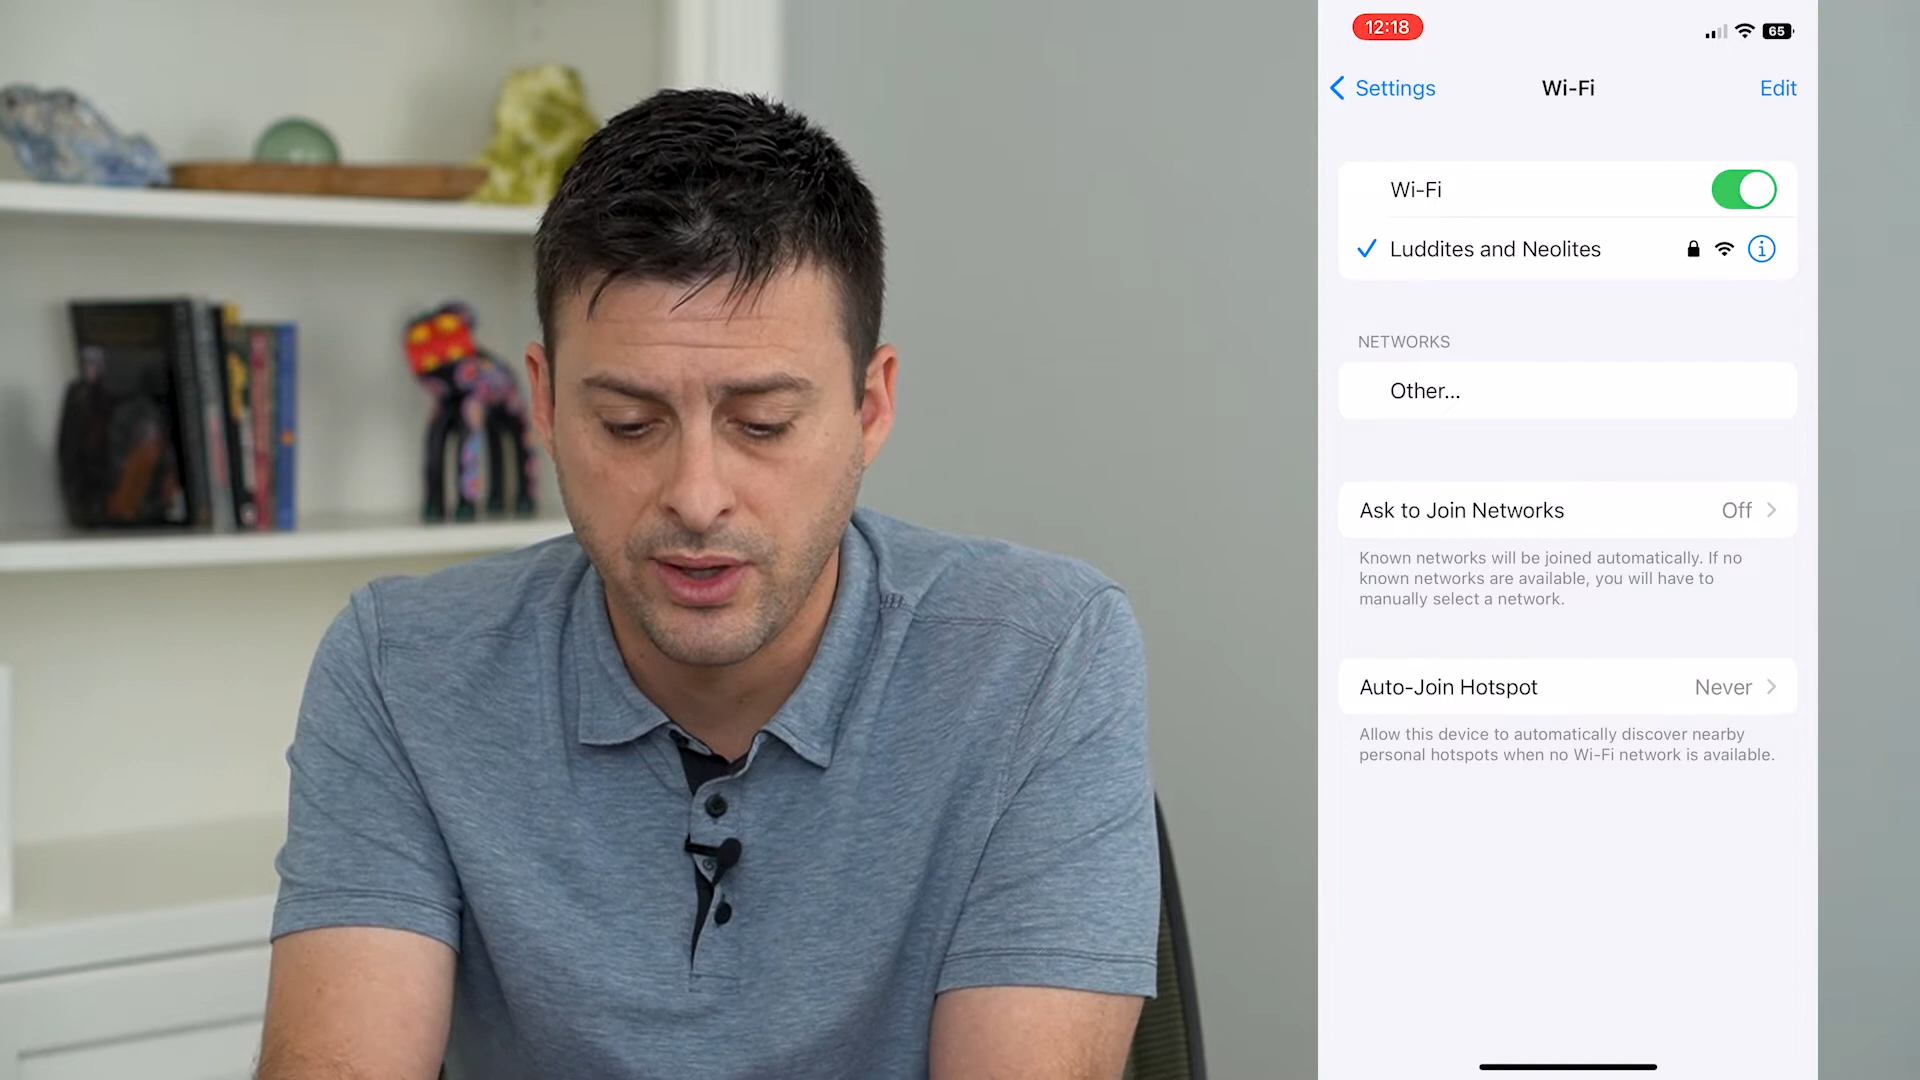 12:18
65
Settings
Wi-Fi
Edit
Wi-Fi
Luddites and Neolites
NETWORKS
Other...
Ask to Join Networks
Off
Known networks will be joined automatically. If no
known networks are available, you will have to
manually select a network.
Auto-Join Hotspot
Never
Allow this device to automatically discover nearby
personal hotspots when no Wi-Fi network is available.